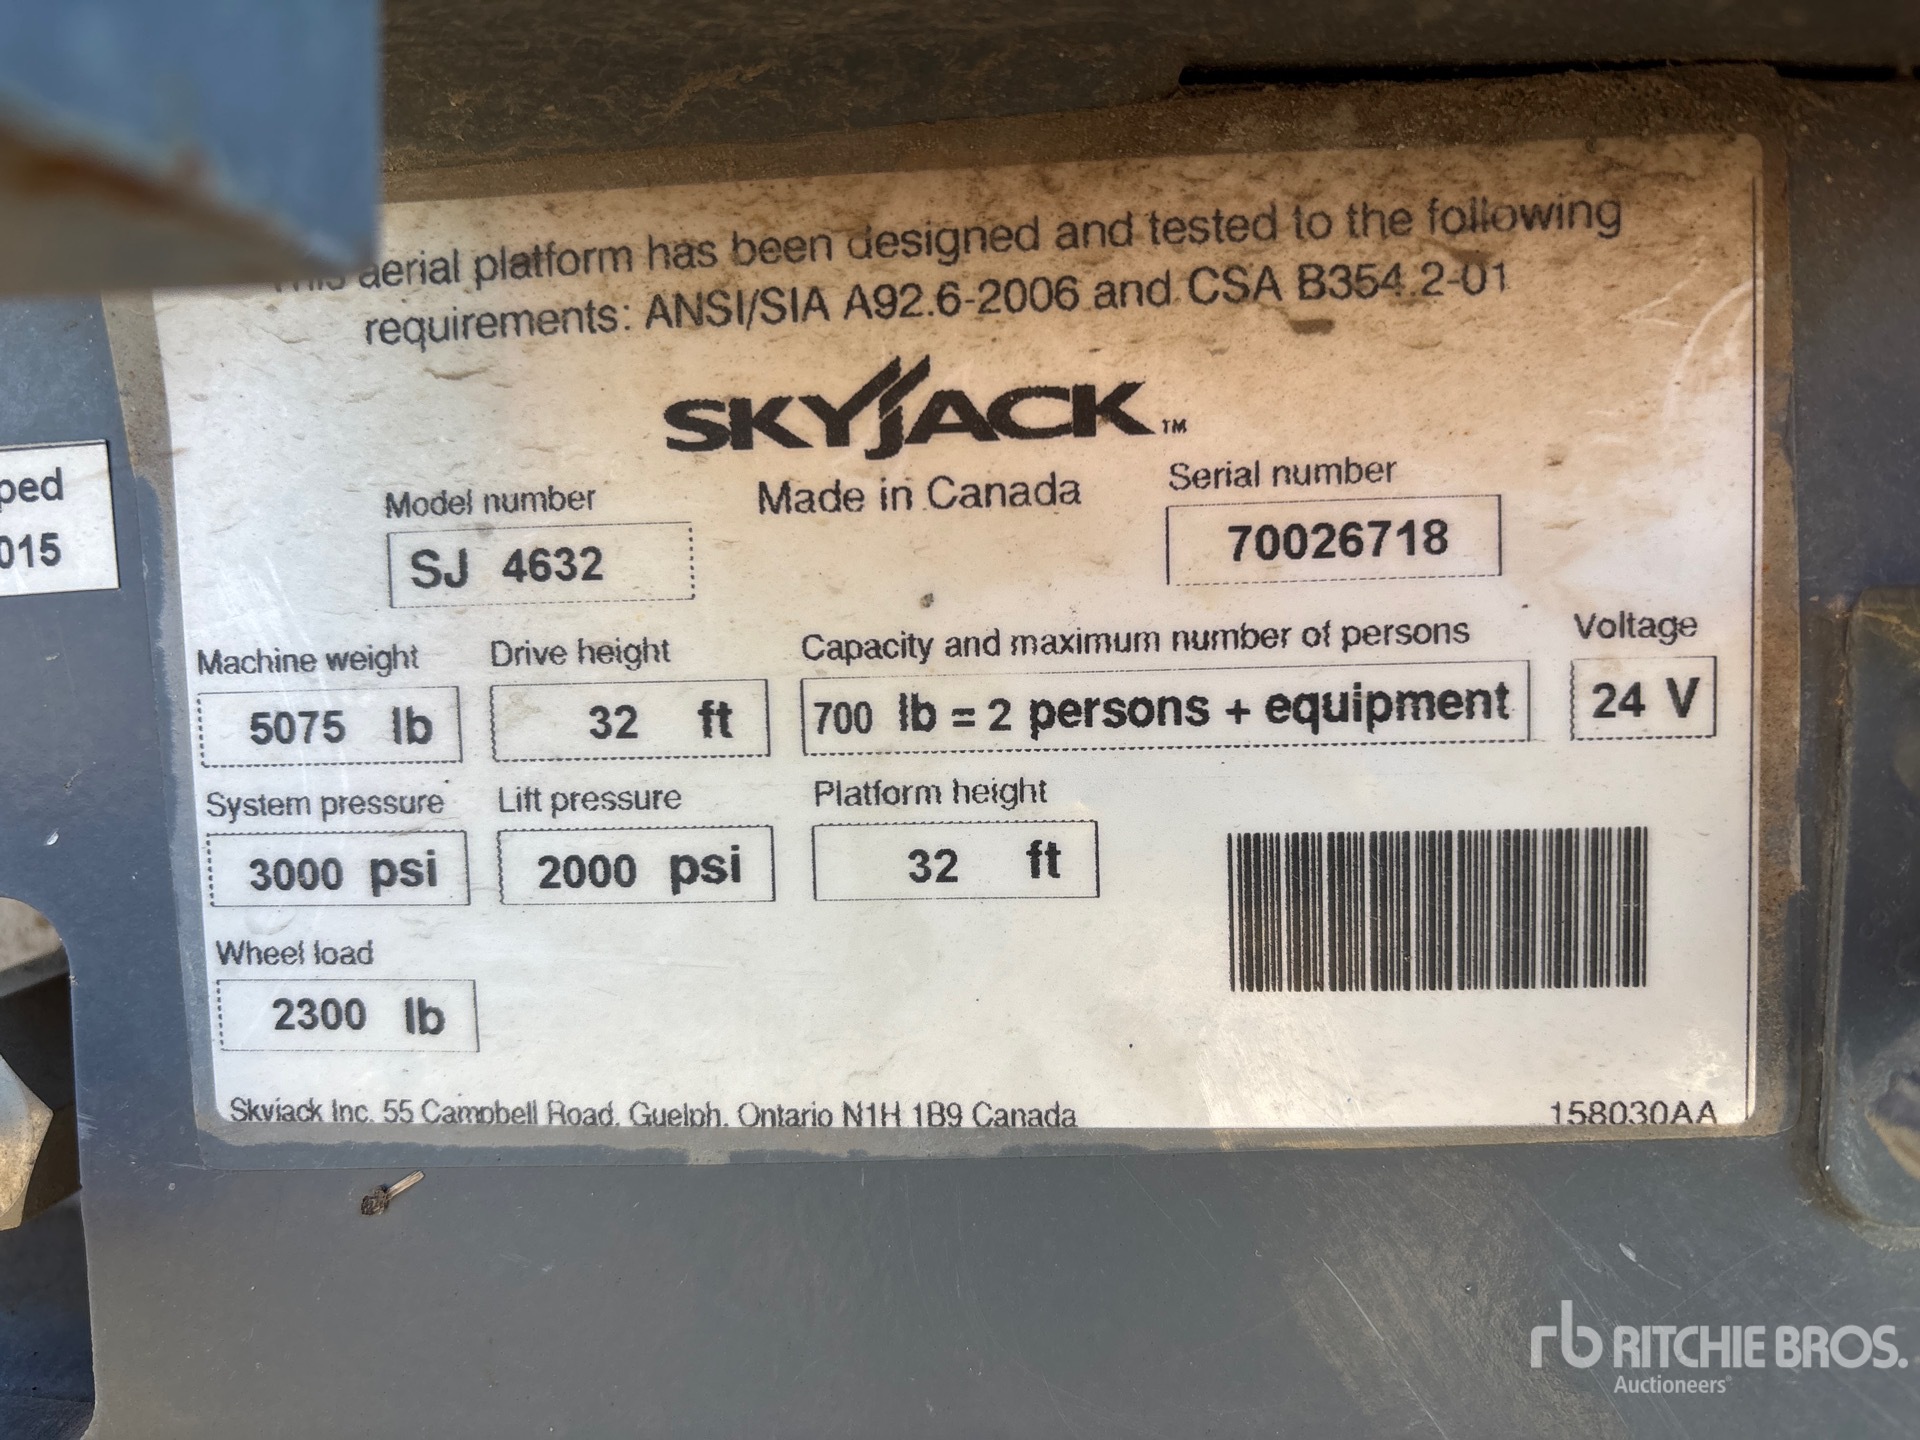 aerial platform has been designed and tested to the following
requirements: ANSI/SIA A92.6-2006 and CSA B354.2-01
SKYJACK™
Made in Canada
Model number
SJ 4632
Serial number
70026718
Machine weight
5075 lb
Drive height
32 ft
Capacity and maximum number of persons
700 lb = 2 persons + equipment
Voltage
24 V
System pressure
3000 psi
Lift pressure
2000 psi
Platform height
32 ft
Wheel load
2300 lb
Skyjack Inc. 55 Campbell Road, Guelph, Ontario N1H 1B9 Canada
158030AA
ped
015
rb RITCHIE BROS.
Auctioneers